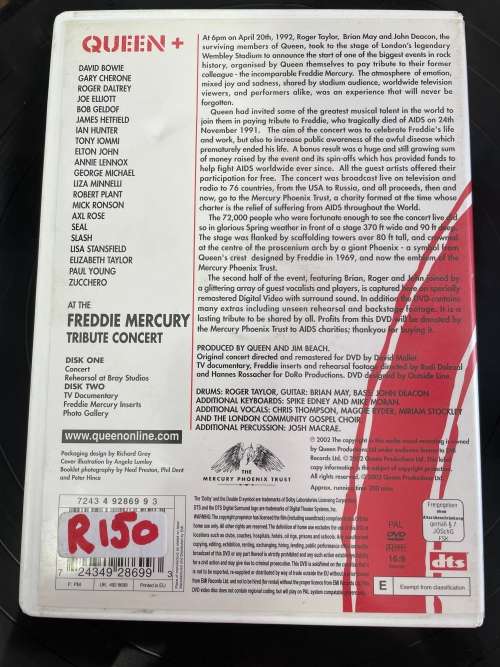 QUEEN +
DAVID BOWIE
GARY CHERONE
ROGER DALTREY
JOE ELLIOTT
BOB GELDOF
JAMES HETFIELD
IAN HUNTER
TONY IOMMI
ELTON JOHN
ANNIE LENNOX
GEORGE MICHAEL
LIZA MINNELLI
ROBERT PLANT
MICK RONSON
AXL ROSE
SEAL
SLASH
LISA STANSFIELD
ELIZABETH TAYLOR
PAUL YOUNG
ZUCCHERO
AT THE
FREDDIE MERCURY
TRIBUTE CONCERT
DISK ONE
Concert
Rehearsal at Bray Studios
DISK TWO
TV Documentary
Freddie Mercury Inserts
Photo Gallery
www.queenonline.com
Packaging design by Richard Gray
Cover illustration by Angela Lumley
Booklet photography by Neal Preston, Phil Dent
and Peter Hince
At 6pm on April 20th, 1992, Roger Taylor, Brian May and John Deacon, the
surviving members of Queen, took to the stage of London's legendary
Wembley Stadium to announce the start of one of the biggest events in rock
history, organised by Queen themselves to pay tribute to their former
colleague - the incomparable Freddie Mercury. The atmosphere of emotion,
mixed joy and sadness, shared by stadium audience, worldwide television
viewers, and performers alike, was an experience that will never be
forgotten.
Queen had invited some of the greatest musical talent in the world to
join them in paying tribute to Freddie, who tragically died of AIDS on 24th
November 1991. The aim of the concert was to celebrate Freddie's life
and work, but also to increase public awareness of the awful disease which
prematurely ended his life. A bonus result was a huge and still growing sum
of money raised by the event and its spin-offs which has provided funds to
help fight AIDS worldwide ever since. All the guest artists offered their
participation for free. The concert was broadcast live on television and
radio to 76 countries, from the USA to Russia, and all proceeds, then and
now, go to the Mercury Phoenix Trust, a charity formed at the time whose
charter is the relief of suffering from AIDS throughout the World.
The 72,000 people who were fortunate enough to see the concert live did
so in glorious Spring weather in front of a stage 370 ft wide and 90 ft deep.
The stage was flanked by scaffolding towers over 80 ft tall, and crowned
at the centre of the proscenium arch by a giant Phoenix - a symbol from
Queen's crest designed by Freddie in 1969, and now the emblem of the
Mercury Phoenix Trust.
The second half of the event, featuring Brian, Roger and John joined by
a glittering array of guest vocalists and players, is captured here on specially
remastered Digital Video with surround sound. In addition the DVD contains
many extras including unseen rehearsal and backstage footage. It is a
lasting tribute to be shared by all. Profits from this DVD will be donated by
the Mercury Phoenix Trust to AIDS charities; thankyou for buying it.
PRODUCED BY QUEEN AND JIM BEACH.
Original concert directed and remastered for DVD by David Mallet.
TV documentary, Freddie inserts and rehearsal footage directed by Rudi Dolezal
and Hannes Rossacher for DoRo Productions. DVD designed by Outside Line.
DRUMS: ROGER TAYLOR, GUITAR: BRIAN MAY, BASS: JOHN DEACON
ADDITIONAL KEYBOARDS: SPIKE EDNEY AND MIKE MORAN.
ADDITIONAL VOCALS: CHRIS THOMPSON, MAGGIE RYDER, MIRIAM STOCKLEY
AND THE LONDON COMMUNITY GOSPEL CHOIR
ADDITIONAL PERCUSSION: JOSH MACRAE.
THE
MERCURY PHOENIX TRUST
7243 4 92869 9 3
R150
7 24349 28699 3
Printed in EU
PAL
DVD
16:9
dts
E
Exempt from classification
Freigegeben
ohne
Altersbeschränkung
gemäß § 7
JÖSchG
FSK